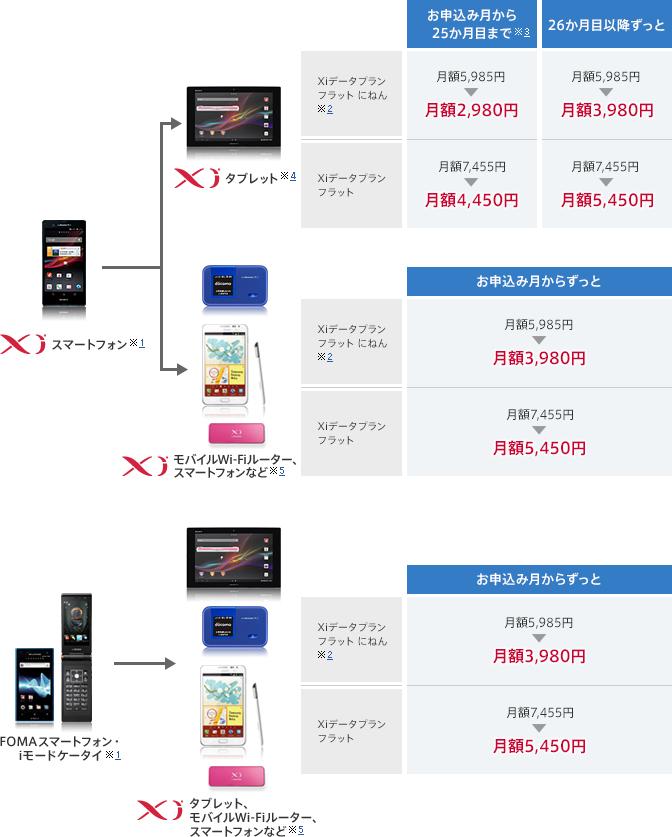 お申込み月から
25か月目まで※3
26か月目以降ずっと
Xiデータプラン
フラット にねん
※2
月額5,985円
月額2,980円
月額5,985円
月額3,980円
Xi タブレット※4
Xiデータプラン
フラット
月額7,455円
月額4,450円
月額7,455円
月額5,450円
Xi スマートフォン※1
お申込み月からずっと
docomo
Xiデータプラン
フラット にねん
※2
月額5,985円
月額3,980円
Xi
Xiデータプラン
フラット
月額7,455円
月額5,450円
Xi モバイルWi-Fiルーター、
スマートフォンなど※5
お申込み月からずっと
docomo
Xiデータプラン
フラット にねん
※2
月額5,985円
月額3,980円
FOMAスマートフォン・
iモードケータイ※1
Xi
Xiデータプラン
フラット
月額7,455円
月額5,450円
Xi タブレット、
モバイルWi-Fiルーター、
スマートフォンなど※5